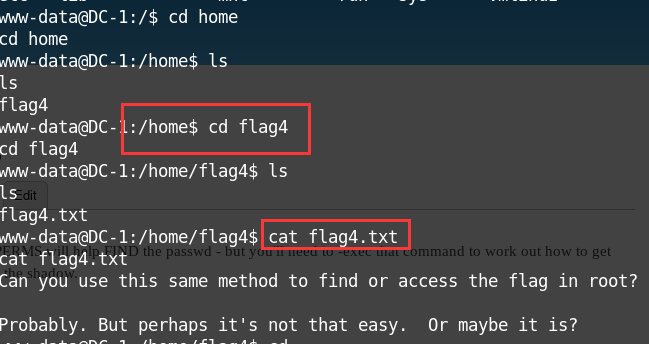 www-data@DC-1:/$ cd home
cd home
www-data@DC-1:/home$ ls
ls
flag4
www-data@DC-1:/home$ cd flag4
cd flag4
www-data@DC-1:/home/flag4$ ls
ls
Edit
flag4.txt
www-data@DC-1:/home/flag4$ cat flag4.txt
PERMS will help FIND the passwd - but you'll need to -exec that command to work out how to get
cat flag4.txt
the shadow.
Can you use this same method to find or access the flag in root?
Probably. But perhaps it's not that easy.  Or maybe it is?
www-data@DC-1:/home/flag4$ cd